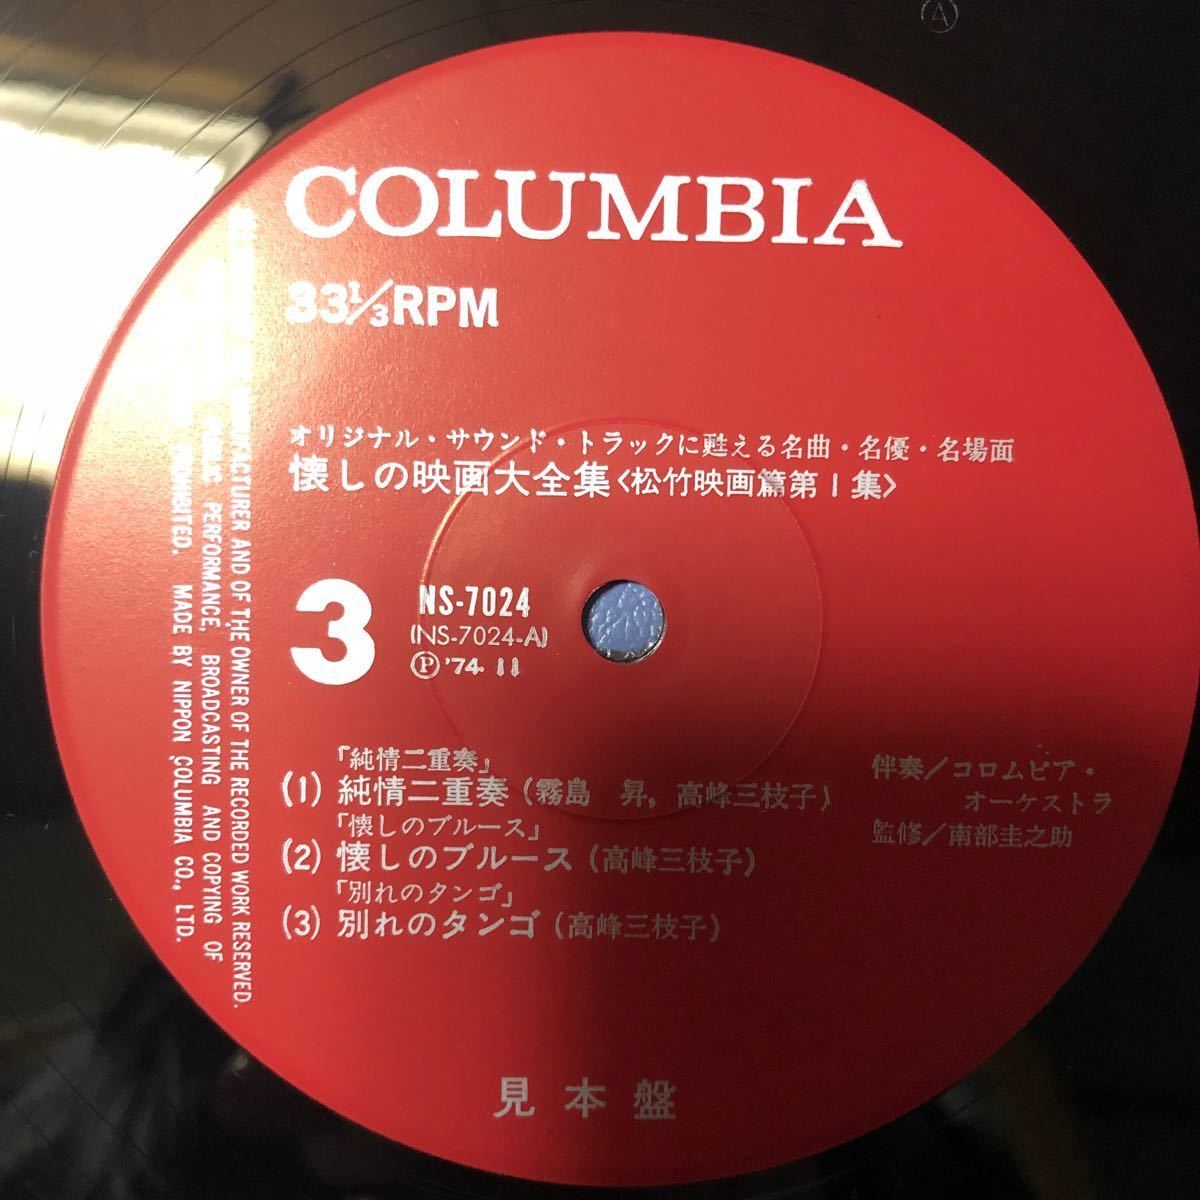 Ⓐ
COLUMBIA
33⅓RPM
オリジナル・サウンド・トラックに甦える名曲・名優・名場面
懐しの映画大全集<松竹映画篇第1集>
3
NS-7024
(NS-7024-A)
Ⓟ '74.11
「純情二重奏」
(1) 純情二重奏(霧島 昇, 高峰三枝子)
「懐しのブルース」
(2) 懐しのブルース(高峰三枝子)
「別れのタンゴ」
(3) 別れのタンゴ(高峰三枝子)
伴奏/コロムビア・
オーケストラ
監修/南部圭之助
見本盤
MANUFACTURER AND OF THE OWNER OF THE RECORDED WORK RESERVED.
PUBLIC PERFORMANCE, BROADCASTING AND COPYING OF
PROHIBITED. MADE BY NIPPON COLUMBIA CO., LTD.